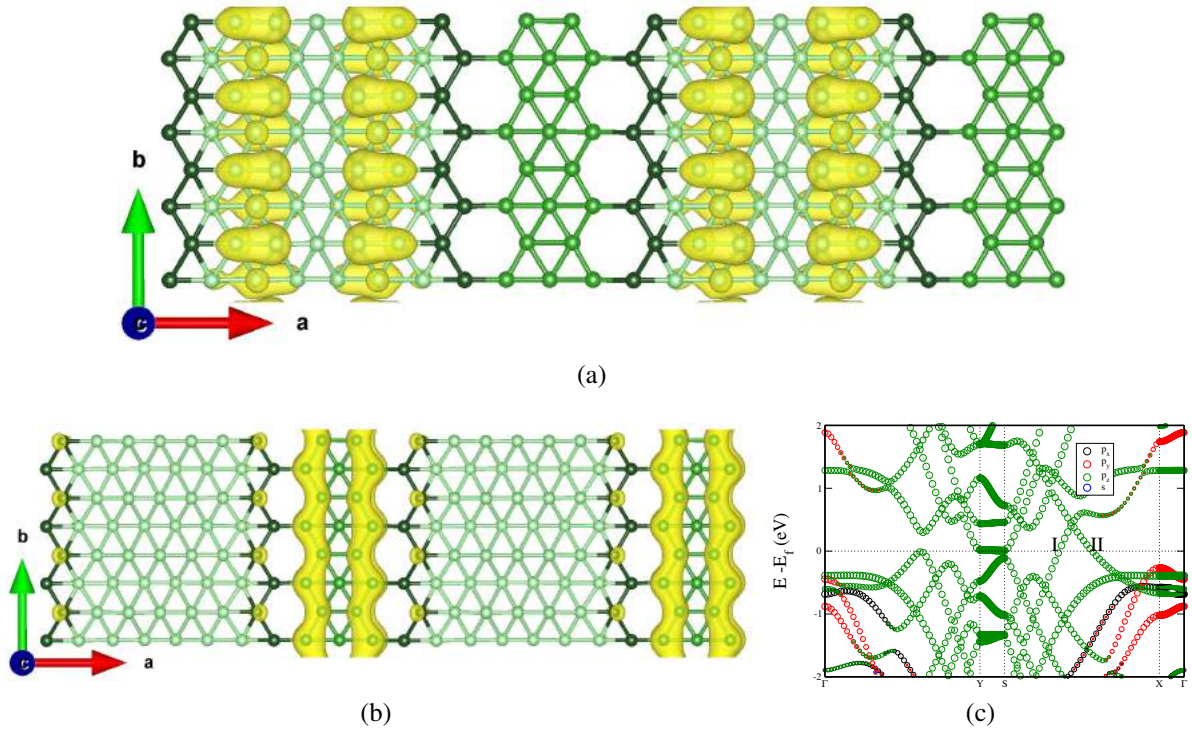 b
c
a
(a)
b
c
a
(b)
E -E_f (eV)
2
1
0
-1
-2
p_x
p_y
p_z
s
I
II
Γ
Y
S
X
Γ
(c)